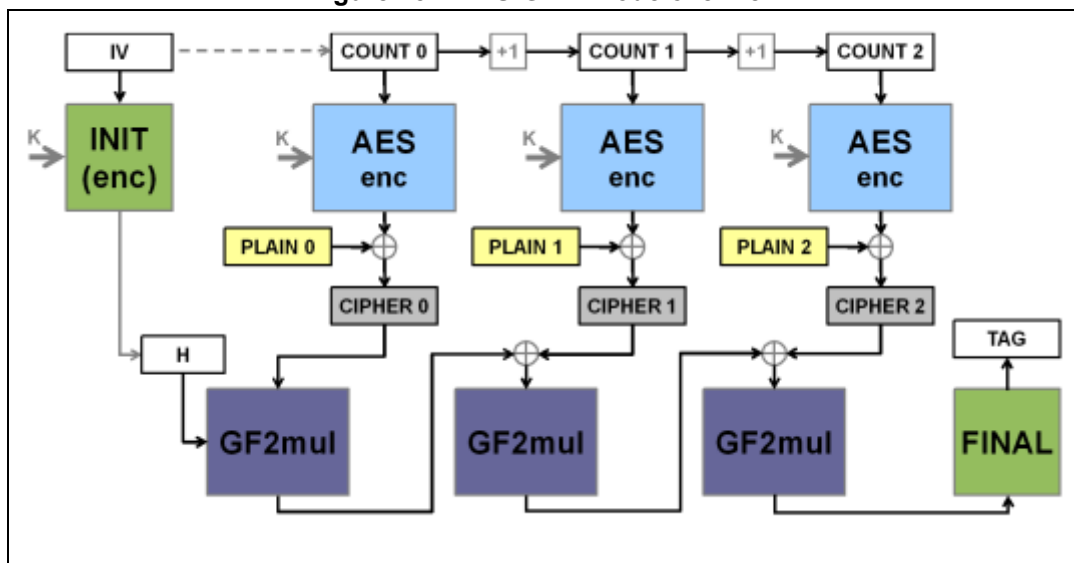 IV
COUNT 0
+1
COUNT 1
+1
COUNT 2
K
INIT
(enc)
K
AES
enc
K
AES
enc
K
AES
enc
PLAIN 0
PLAIN 1
PLAIN 2
CIPHER 0
CIPHER 1
CIPHER 2
H
TAG
GF2mul
GF2mul
GF2mul
FINAL